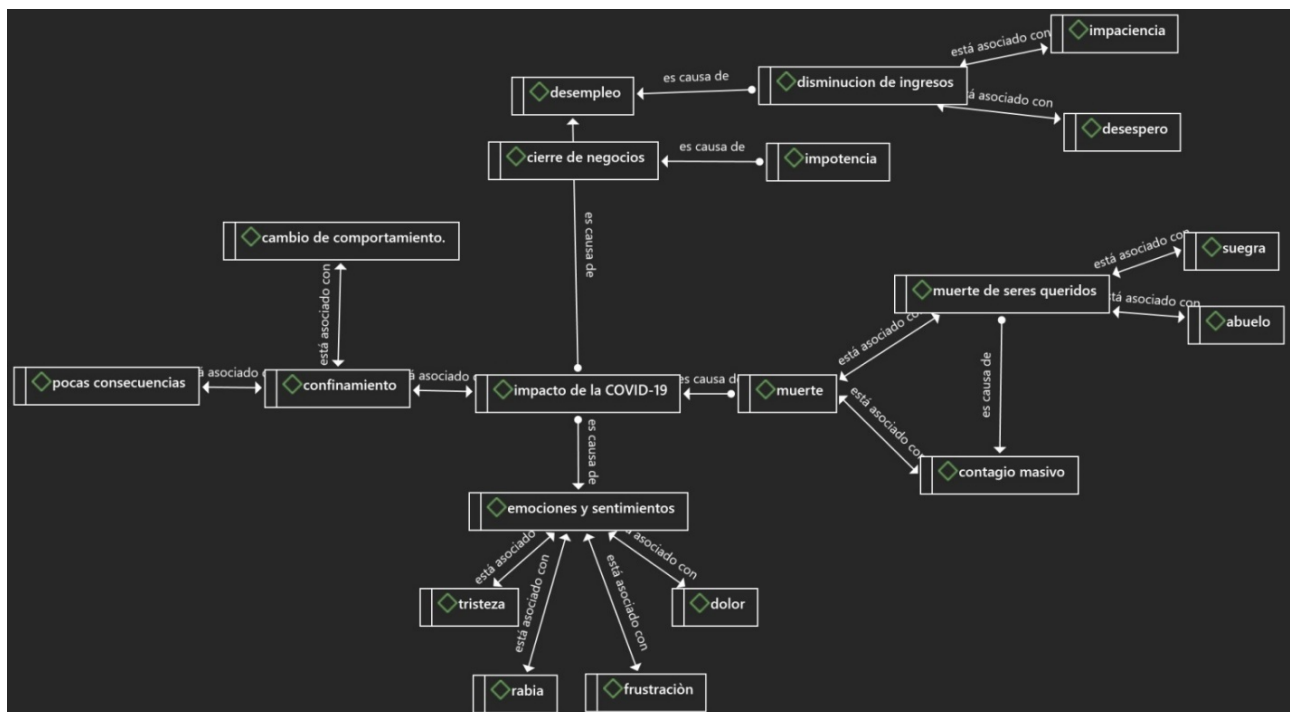 está asociado con
impaciencia
es causa de
disminucion de ingresos
desempleo
á asociado con
desespero
cierre de negocios
es causa de
impotencia
es causa de
cambio de comportamiento.
está asociado con
suegra
muerte de seres queridos
á asociado con
abuelo
está asociado con
está asociado co
pocas consecuencias
á asociado c
confinamiento
á asociado c
impacto de la COVID-19
es causa de
muerte
es causa de
está asociado con
contagio masivo
es causa de
emociones y sentimientos
está asociado
á asociado con
está asociado con
está asociado con
tristeza
dolor
rabia
frustraciòn